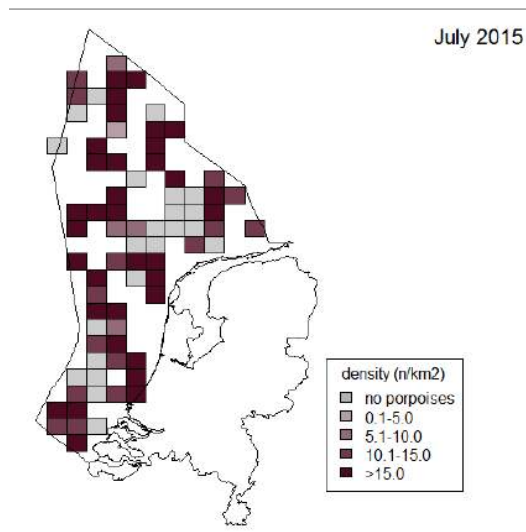 July 2015
density (n/km2)
no porpoises
0.1-5.0
5.1-10.0
10.1-15.0
>15.0